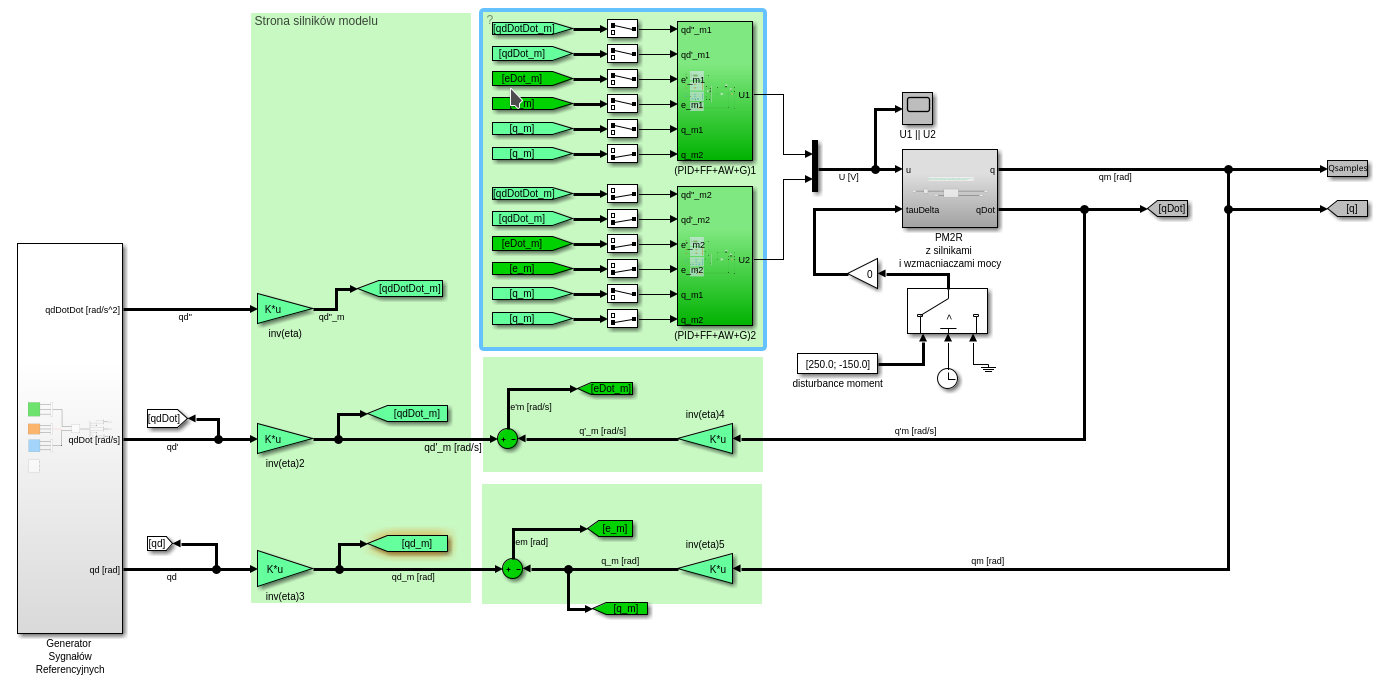 Strona silników modelu
?
[qdDotDot_m]
qd''_m1
[qdDot_m]
qd'_m1
[eDot_m]
e'_m1
U1
m]
e_m1
[q_m]
q_m1
[q_m]
q_m2
(PID+FF+AW+G)1
[qdDotDot_m]
qd''_m2
[qdDot_m]
qd'_m2
[eDot_m]
e'_m2
U2
[e_m]
e_m2
[q_m]
q_m1
[q_m]
q_m2
(PID+FF+AW+G)2
U1 || U2
U [V]
u
q
tauDelta
qDot
PM2R
z silnikami
i wzmacniaczami mocy
qm [rad]
Qsamples
[qDot]
[q]
0
[250.0; -150.0]
disturbance moment
qdDotDot [rad/s^2]
qd''
K*u
inv(eta)
qd''_m
[qdDotDot_m]
[qdDot]
qdDot [rad/s]
qd'
K*u
inv(eta)2
[qdDot_m]
qd'_m [rad/s]
+ -
e'm [rad/s]
[eDot_m]
q'_m [rad/s]
inv(eta)4
K*u
q'm [rad/s]
[qd]
qd [rad]
qd
K*u
inv(eta)3
[qd_m]
qd_m [rad]
+ -
em [rad]
[e_m]
q_m [rad]
[q_m]
inv(eta)5
K*u
qm [rad]
Generator
Sygnałów
Referencyjnych